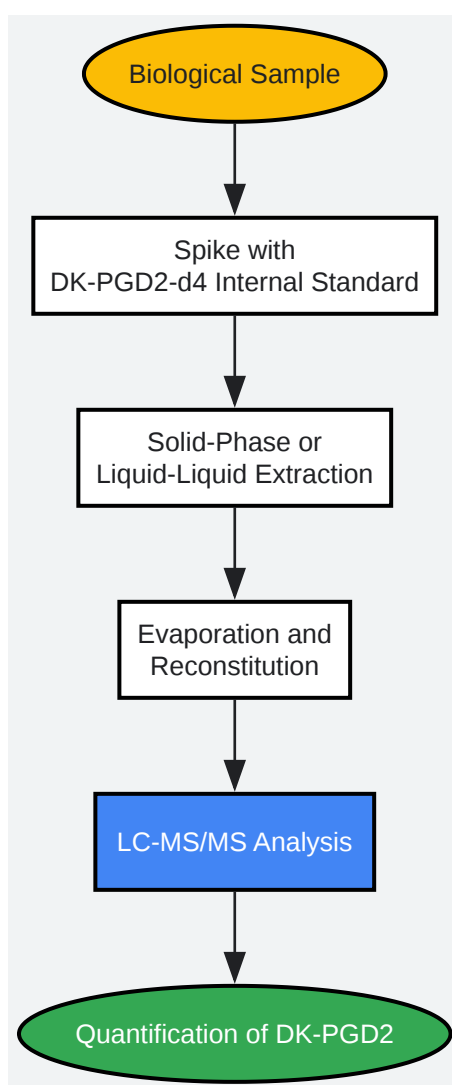 Biological Sample
Spike with
DK-PGD2-d4 Internal Standard
Solid-Phase or
Liquid-Liquid Extraction
Evaporation and
Reconstitution
LC-MS/MS Analysis
Quantification of DK-PGD2